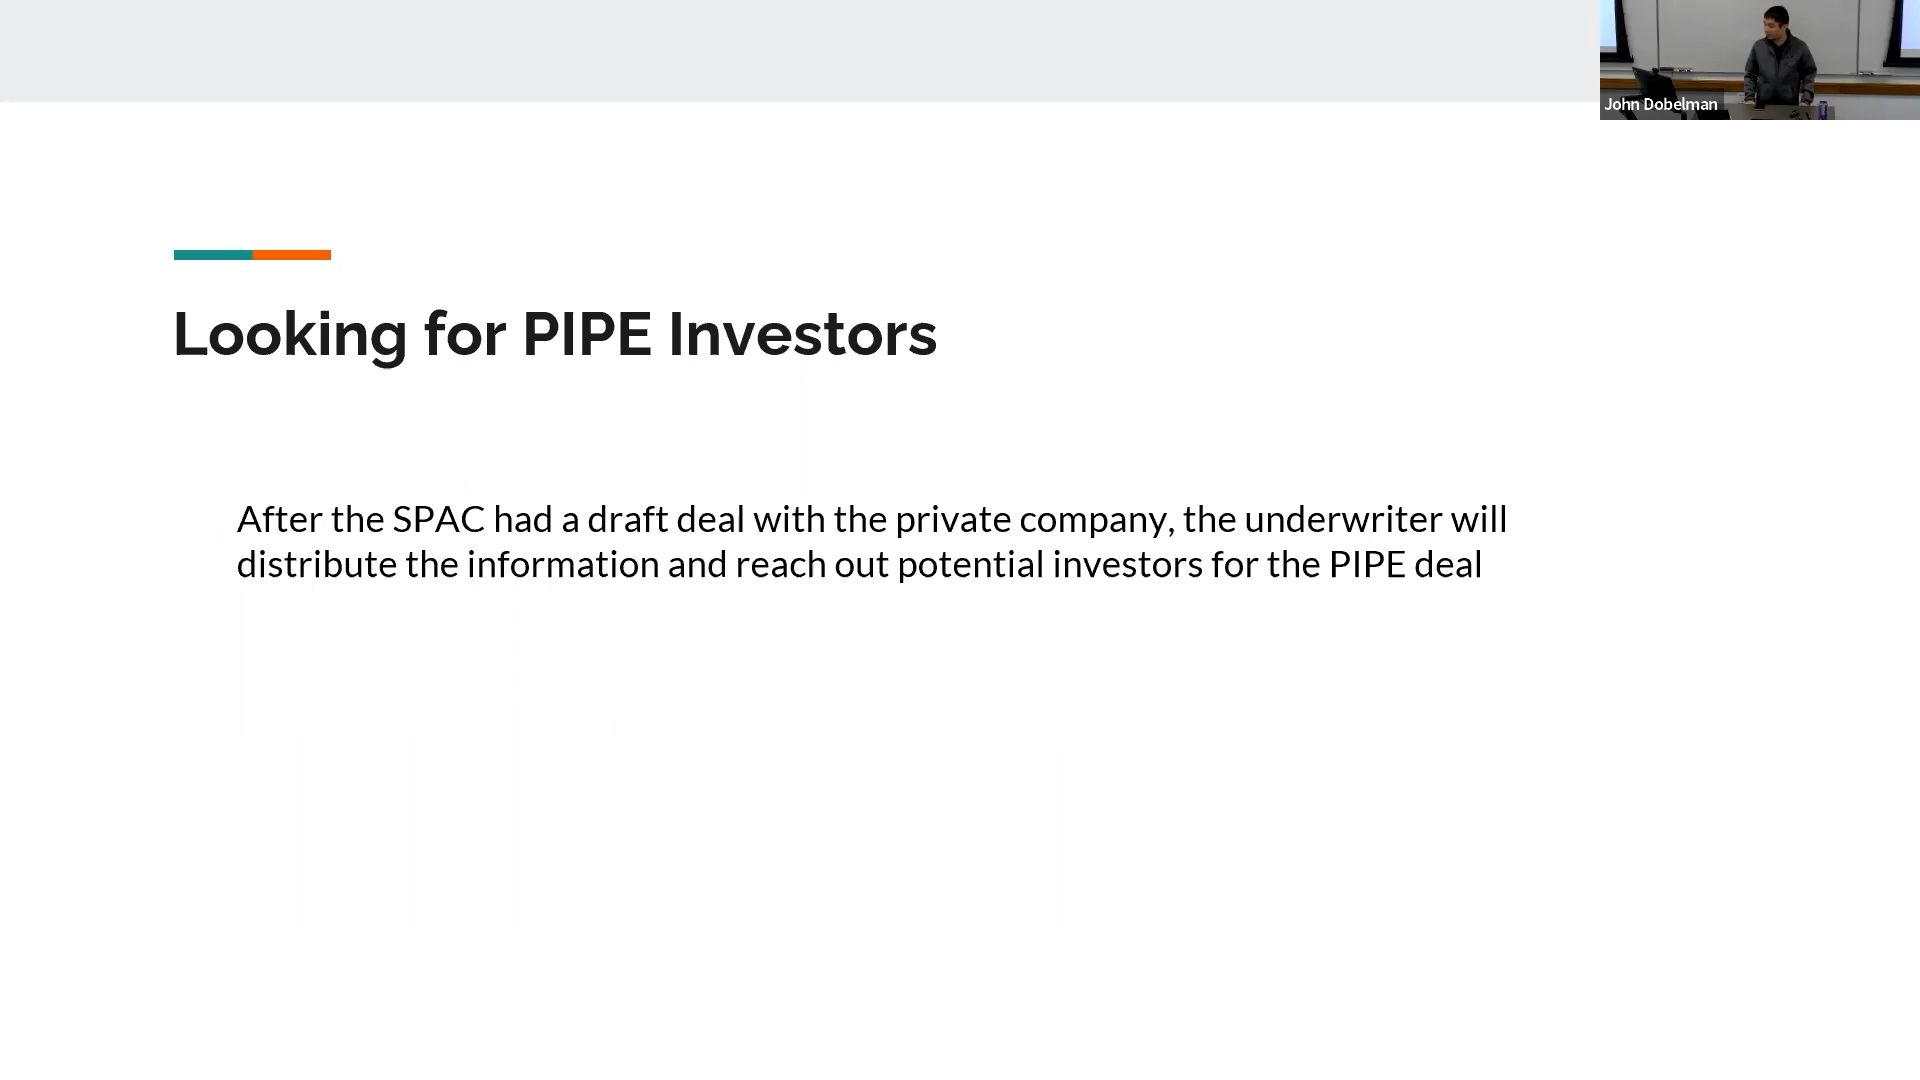 John Dobelman
Looking for PIPE Investors
After the SPAC had a draft deal with the private company, the underwriter will
distribute the information and reach out potential investors for the PIPE deal